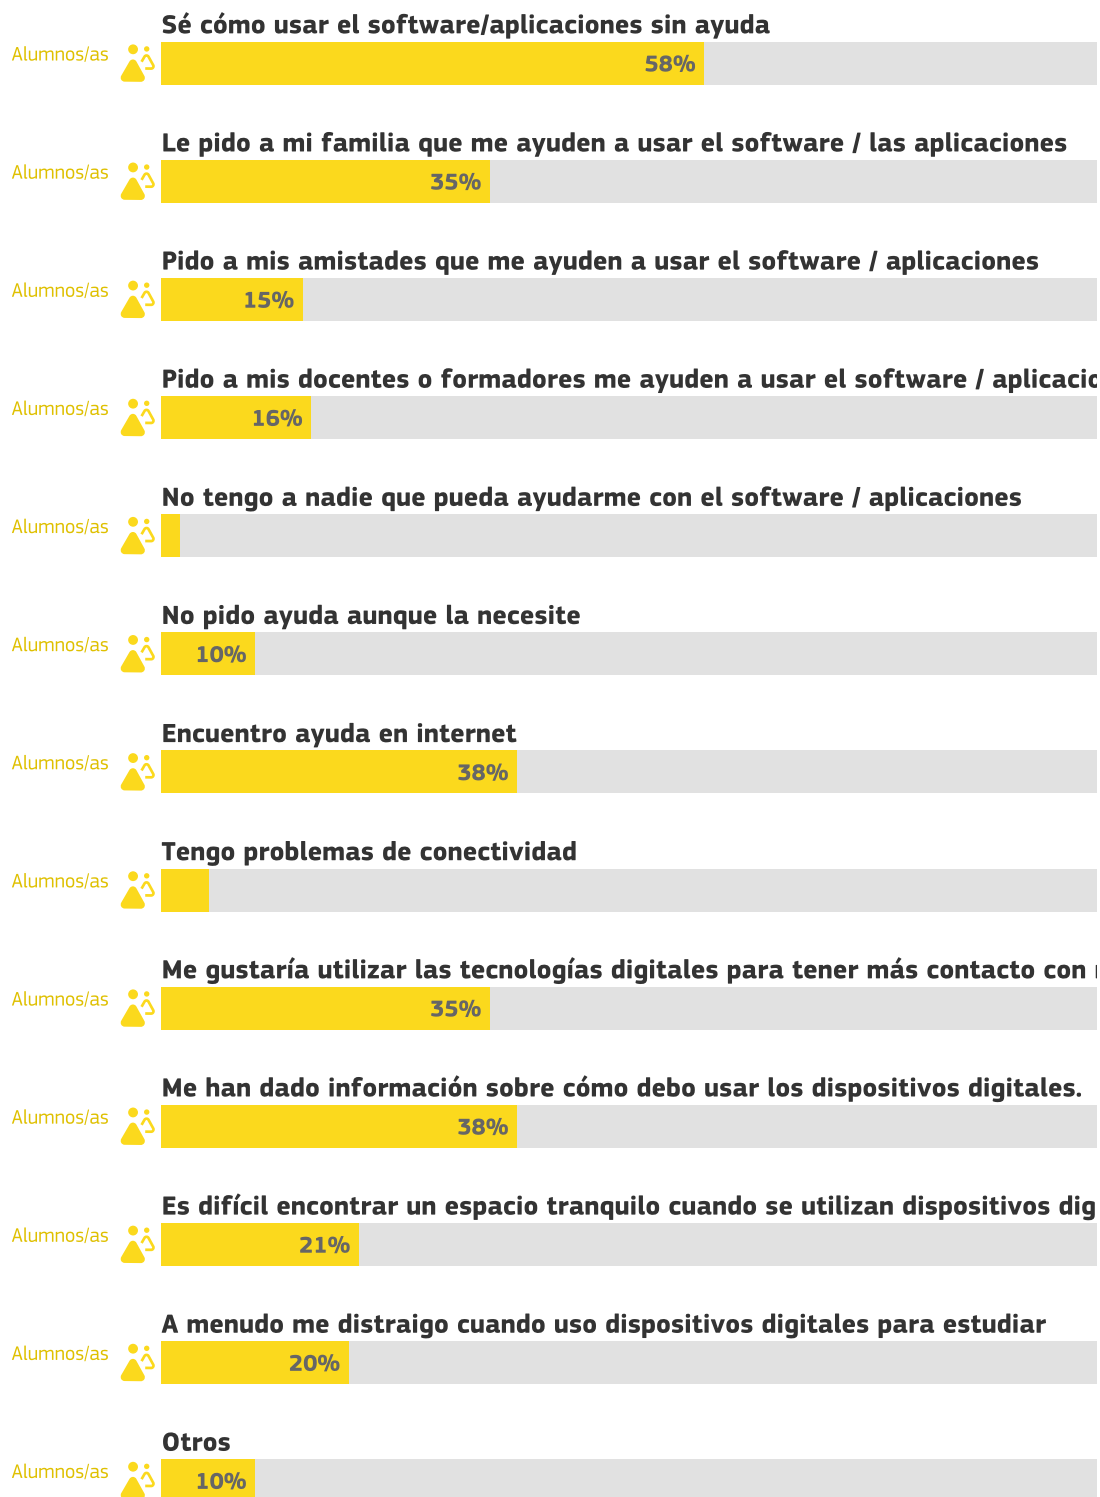 Sé cómo usar el software/aplicaciones sin ayuda
Alumnos/as
58%
Le pido a mi familia que me ayuden a usar el software / las aplicaciones
Alumnos/as
35%
Pido a mis amistades que me ayuden a usar el software / aplicaciones
Alumnos/as
15%
Pido a mis docentes o formadores me ayuden a usar el software / aplicacio
Alumnos/as
16%
No tengo a nadie que pueda ayudarme con el software / aplicaciones
Alumnos/as
No pido ayuda aunque la necesite
Alumnos/as
10%
Encuentro ayuda en internet
Alumnos/as
38%
Tengo problemas de conectividad
Alumnos/as
Me gustaría utilizar las tecnologías digitales para tener más contacto con
Alumnos/as
35%
Me han dado información sobre cómo debo usar los dispositivos digitales.
Alumnos/as
38%
Es difícil encontrar un espacio tranquilo cuando se utilizan dispositivos dig
Alumnos/as
21%
A menudo me distraigo cuando uso dispositivos digitales para estudiar
Alumnos/as
20%
Otros
Alumnos/as
10%